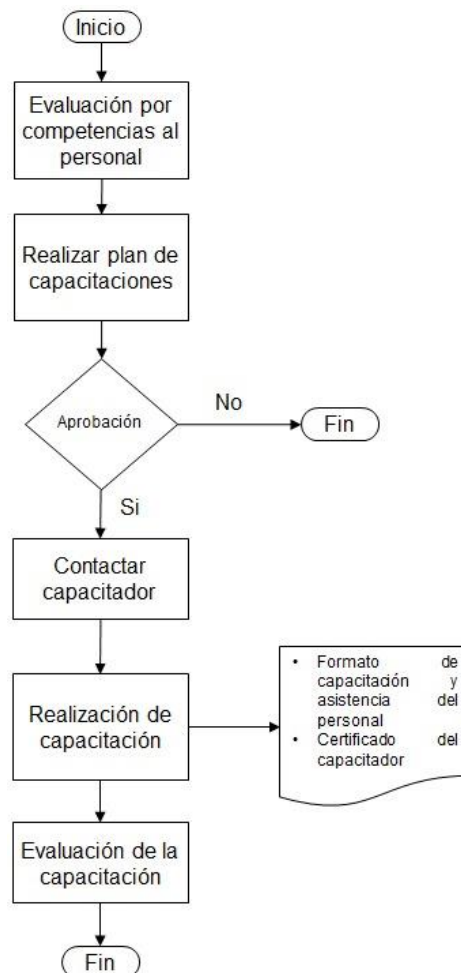 Inicio
Evaluación por
competencias al
personal
Realizar plan de
capacitaciones
Aprobación
No
Fin
Si
Contactar
capacitador
Realización de
capacitación
• Formato de
capacitación y
asistencia del
personal
• Certificado del
capacitador
Evaluación de la
capacitación
Fin